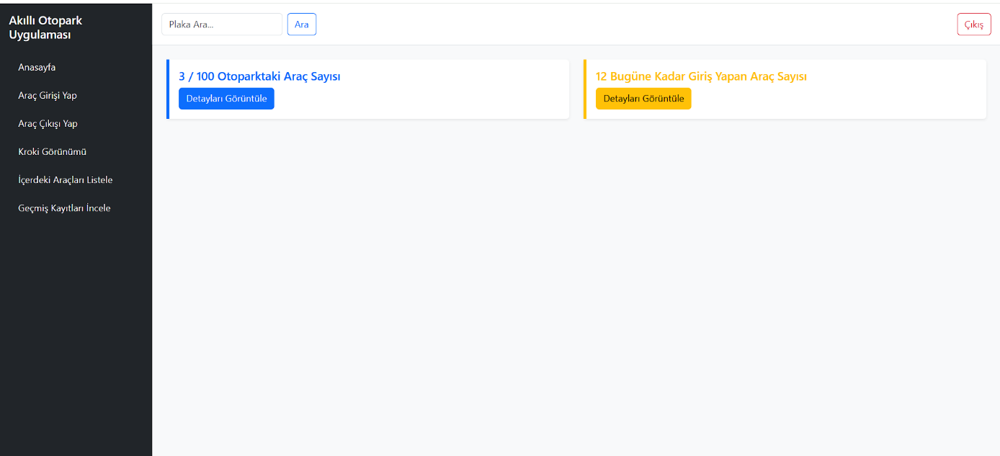 Akıllı Otopark
Uygulaması
Anasayfa
Araç Girişi Yap
Araç Çıkışı Yap
Kroki Görünümü
İçerdeki Araçları Listele
Geçmiş Kayıtları İncele
Plaka Ara...
Ara
Çıkış
3 / 100 Otoparktaki Araç Sayısı
Detayları Görüntüle
12 Bugüne Kadar Giriş Yapan Araç Sayısı
Detayları Görüntüle